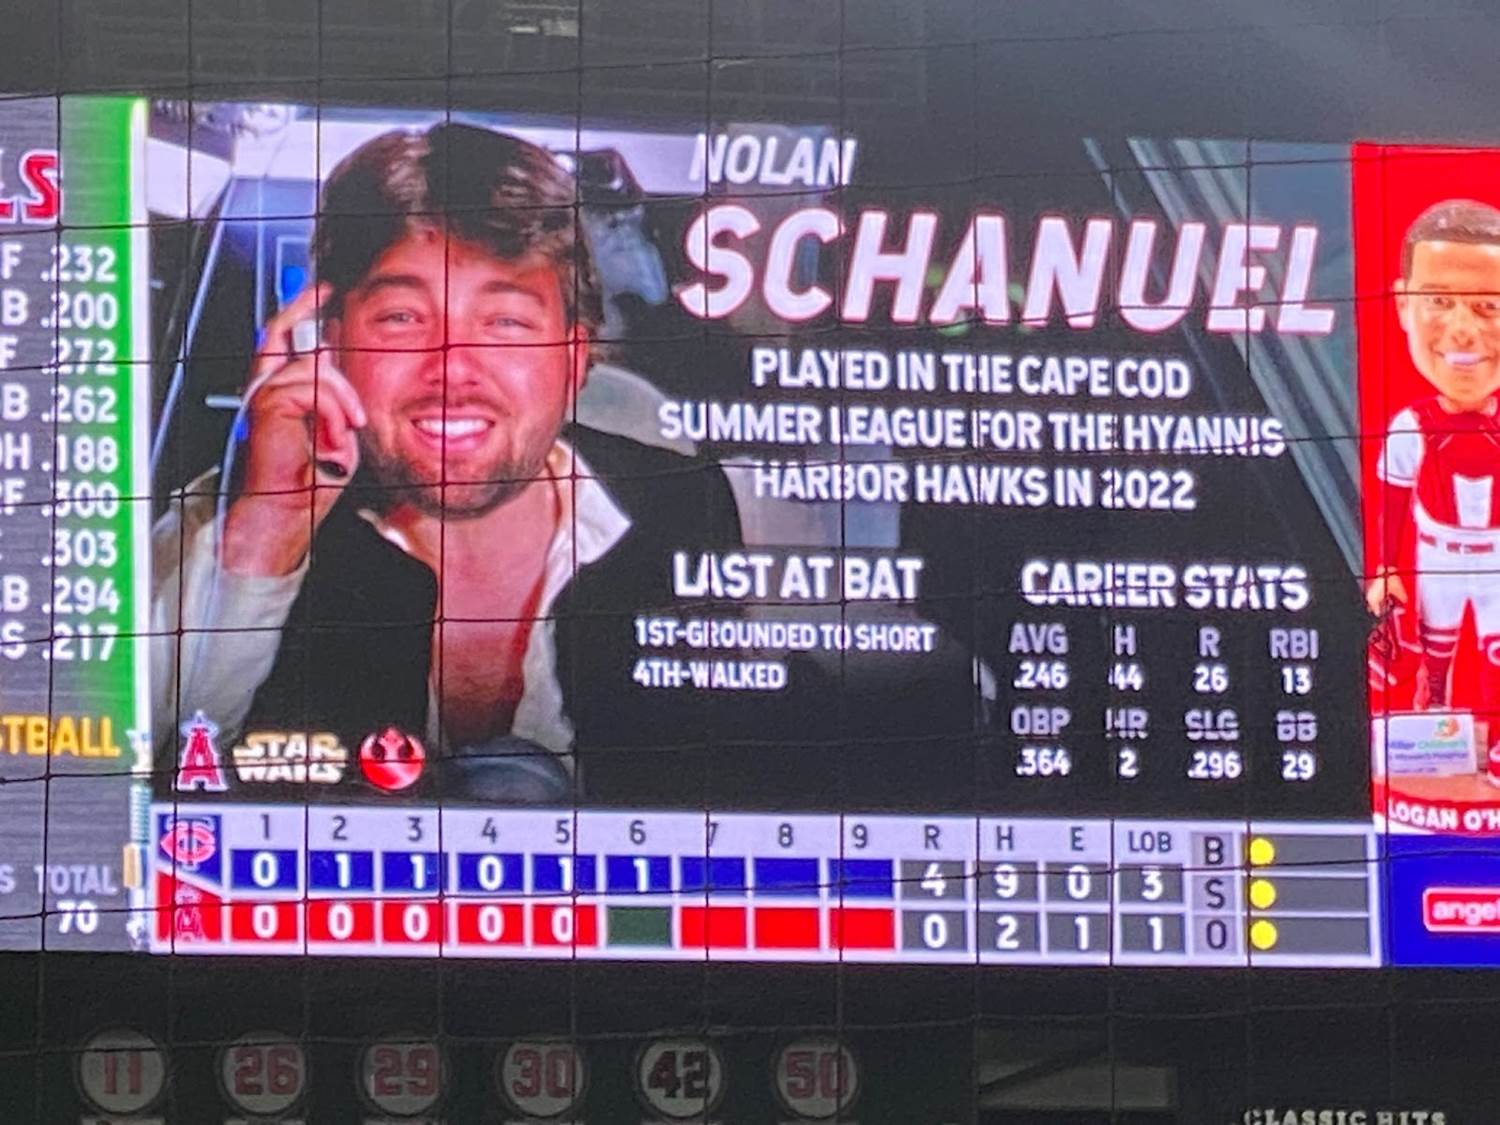 LS
F .232
B .200
F .272
B .262
H .188
F .300
.303
B .294
S .217
TBALL
S TOTAL
70
NOLAN
SCHANUEL
PLAYED IN THE CAPE COD
SUMMER LEAGUE FOR THE HYANNIS
HARBOR HAWKS IN 2022
LAST AT BAT
1ST-GROUNDED TO SHORT
4TH-WALKED
CAREER STATS
AVG H R RBI
.246 44 26 13
OBP HR SLG BB
.364 2 .296 29
A STAR
WARS
1 2 3 4 5 6 7 8 9 R H E LOB B
TC 0 1 1 0 1 1 4 9 0 3 S
A 0 0 0 0 0 0 2 1 1 O
LOGAN O'H
angel
11 26 29 30 42 50
CLASSIC HITS